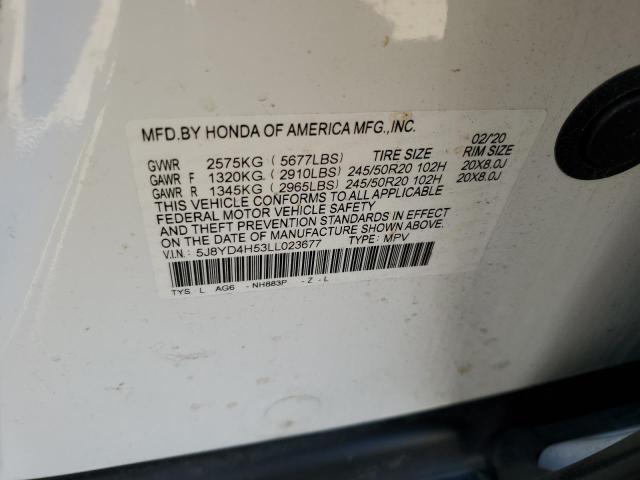 MFD.BY HONDA OF AMERICA MFG.,INC. 02/20
TIRE SIZE RIM SIZE
GVWR 2575KG (5677LBS)
GAWR F 1320KG (2910LBS) 245/50R20 102H 20X8.0J
GAWR R 1345KG (2965LBS) 245/50R20 102H 20X8.0J
THIS VEHICLE CONFORMS TO ALL APPLICABLE
FEDERAL MOTOR VEHICLE SAFETY
AND THEFT PREVENTION STANDARDS IN EFFECT
ON THE DATE OF MANUFACTURE SHOWN ABOVE.
V.I.N.: 5J8YD4H53LL023677 TYPE: MPV
TYS L AG6 -NH883P -Z-L